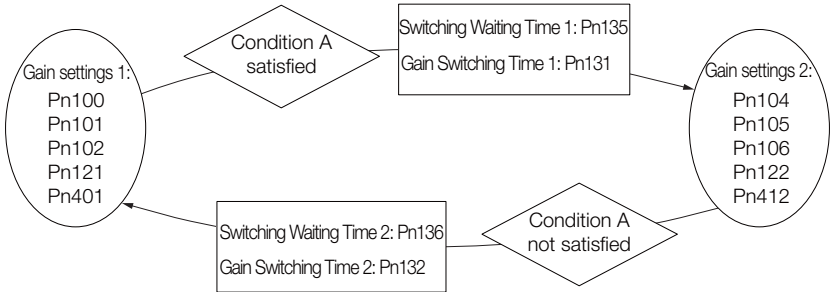 Gain settings 1:
Pn100
Pn101
Pn102
Pn121
Pn401
Condition A
satisfied
Switching Waiting Time 1: Pn135
Gain Switching Time 1: Pn131
Gain settings 2:
Pn104
Pn105
Pn106
Pn122
Pn412
Condition A
not satisfied
Switching Waiting Time 2: Pn136
Gain Switching Time 2: Pn132